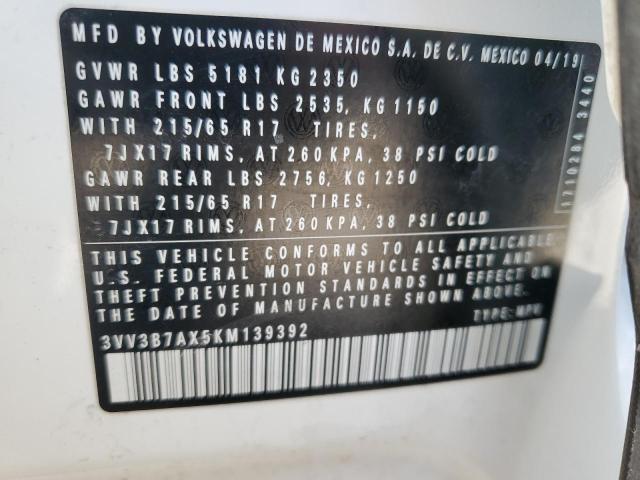 MFD BY VOLKSWAGEN DE MEXICO S.A. DE C.V. MEXICO 04/19
GVWR LBS 5181 KG 2350
GAWR FRONT LBS 2535, KG 1150
WITH 215/65 R17 TIRES,
7JX17 RIMS, AT 260 KPA, 38 PSI COLD
GAWR REAR LBS 2756, KG 1250
WITH 215/65 R17 TIRES,
7JX17 RIMS, AT 260 KPA, 38 PSI COLD
THIS VEHICLE CONFORMS TO ALL APPLICABLE
U.S. FEDERAL MOTOR VEHICLE SAFETY AND
THEFT PREVENTION STANDARDS IN EFFECT ON
THE DATE OF MANUFACTURE SHOWN ABOVE.
3VV3B7AX5KM139392 TYPE: MPV
1710284 3440